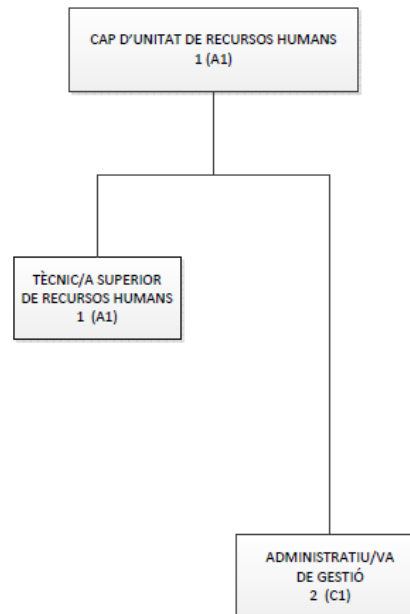 CAP D'UNITAT DE RECURSOS HUMANS
1 (A1)
TÈCNIC/A SUPERIOR
DE RECURSOS HUMANS
1 (A1)
ADMINISTRATIU/VA
DE GESTIÓ
2 (C1)